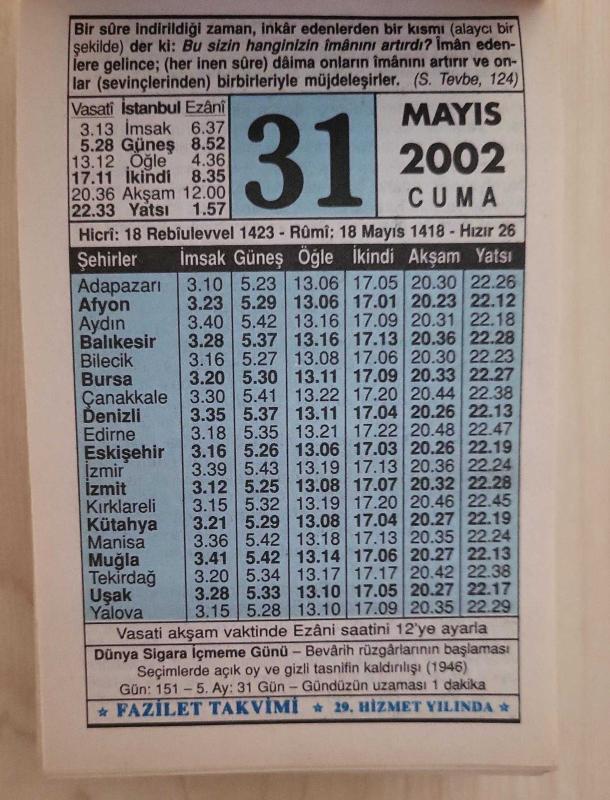 Bir sûre indirildiği zaman, inkâr edenlerden bir kısmı (alaycı bir
şekilde) der ki: Bu sizin hanginizin îmânını artırdı? Îmân eden-
lere gelince; (her inen sûre) dâima onların îmânını artırır ve on-
lar (sevinçlerinden) birbirleriyle müjdeleşirler. (S. Tevbe, 124)
Vasatî İstanbul Ezânî
3.13 İmsak 6.37
5.28 Güneş 8.52
13.12 Öğle 4.36
17.11 İkindi 8.35
20.36 Akşam 12.00
22.33 Yatsı 1.57
31
MAYIS
2002
CUMA
Hicrî: 18 Rebîulevvel 1423 - Rûmî: 18 Mayıs 1418 - Hızır 26
Şehirler İmsak Güneş Öğle İkindi Akşam Yatsı
Adapazarı 3.10 5.23 13.06 17.05 20.30 22.26
Afyon 3.23 5.29 13.06 17.01 20.23 22.12
Aydın 3.40 5.42 13.16 17.09 20.31 22.18
Balıkesir 3.28 5.37 13.16 17.13 20.36 22.28
Bilecik 3.16 5.27 13.08 17.06 20.30 22.23
Bursa 3.20 5.30 13.11 17.09 20.33 22.27
Çanakkale 3.30 5.41 13.22 17.20 20.44 22.38
Denizli 3.35 5.37 13.11 17.04 20.26 22.13
Edirne 3.18 5.35 13.21 17.22 20.48 22.47
Eskişehir 3.16 5.26 13.06 17.03 20.26 22.19
İzmir 3.39 5.43 13.19 17.13 20.36 22.24
İzmit 3.12 5.25 13.08 17.07 20.32 22.28
Kırklareli 3.15 5.32 13.19 17.20 20.46 22.45
Kütahya 3.21 5.29 13.08 17.04 20.27 22.19
Manisa 3.36 5.42 13.18 17.13 20.35 22.24
Muğla 3.41 5.42 13.14 17.06 20.27 22.13
Tekirdağ 3.20 5.34 13.17 17.17 20.42 22.38
Uşak 3.28 5.33 13.10 17.05 20.27 22.17
Yalova 3.15 5.28 13.10 17.09 20.35 22.29
Vasati akşam vaktinde Ezâni saatini 12'ye ayarla
Dünya Sigara İçmeme Günü – Bevârih rüzgârlarının başlaması
Seçimlerde açık oy ve gizli tasnifin kaldırılışı (1946)
Gün: 151 – 5. Ay: 31 Gün – Gündüzün uzaması 1 dakika
★ FAZİLET TAKVİMİ ★ 29. HİZMET YILINDA ★